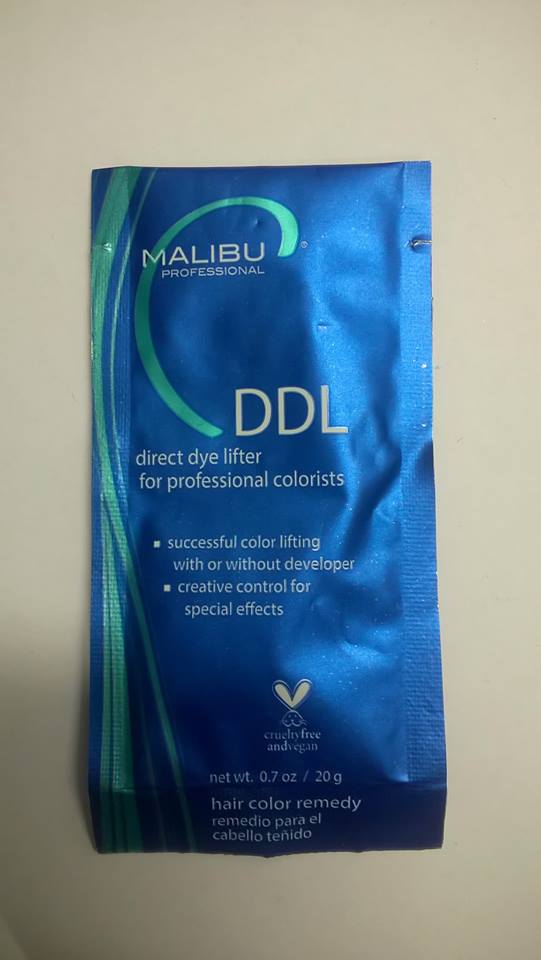 MALIBU ®
PROFESSIONAL
DDL
direct dye lifter
for professional colorists
▪ successful color lifting
with or without developer
▪ creative control for
special effects
crueltyfree
andvegan
net wt. 0.7 oz / 20 g
hair color remedy
remedio para el
cabello teñido